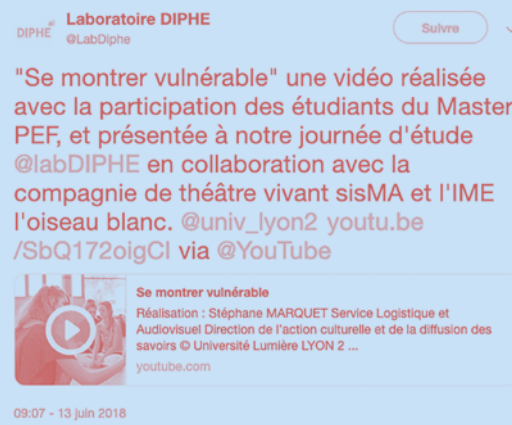 DIPHE
Laboratoire DIPHE
@LabDiphe
Suivre
"Se montrer vulnérable" une vidéo réalisée
avec la participation des étudiants du Master
PEF, et présentée à notre journée d'étude
@labDIPHE en collaboration avec la
compagnie de théâtre vivant sisMA et l'IME
l'oiseau blanc. @univ_lyon2 youtu.be
/SbQ172oigCI via @YouTube
Se montrer vulnérable
Réalisation : Stéphane MARQUET Service Logistique et
Audiovisuel Direction de l'action culturelle et de la diffusion des
savoirs © Université Lumière LYON 2 ...
youtube.com
09:07 - 13 juin 2018